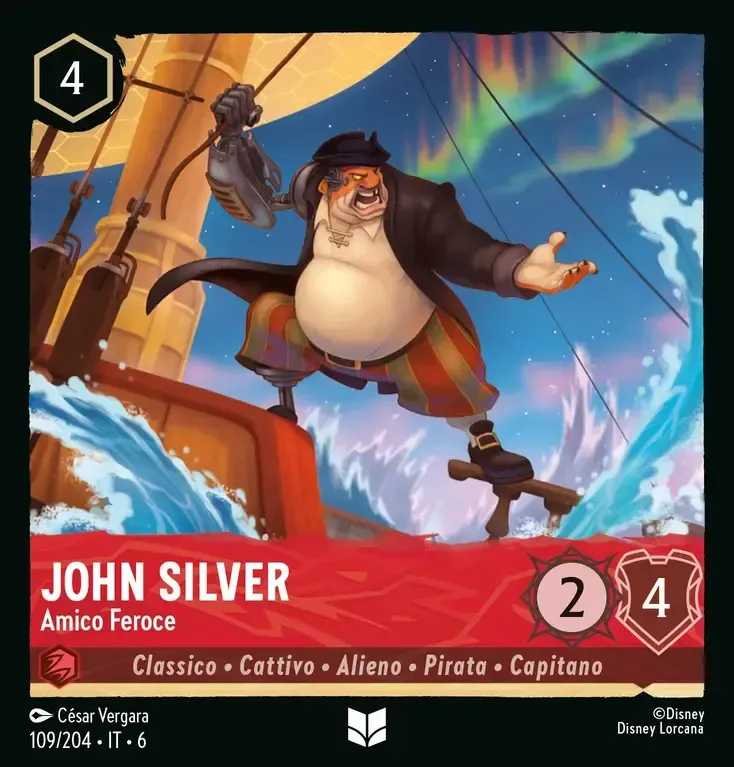 4
JOHN SILVER
Amico Feroce
2
4
Classico • Cattivo • Alieno • Pirata • Capitano
César Vergara
109/204 • IT • 6
©Disney
Disney Lorcana